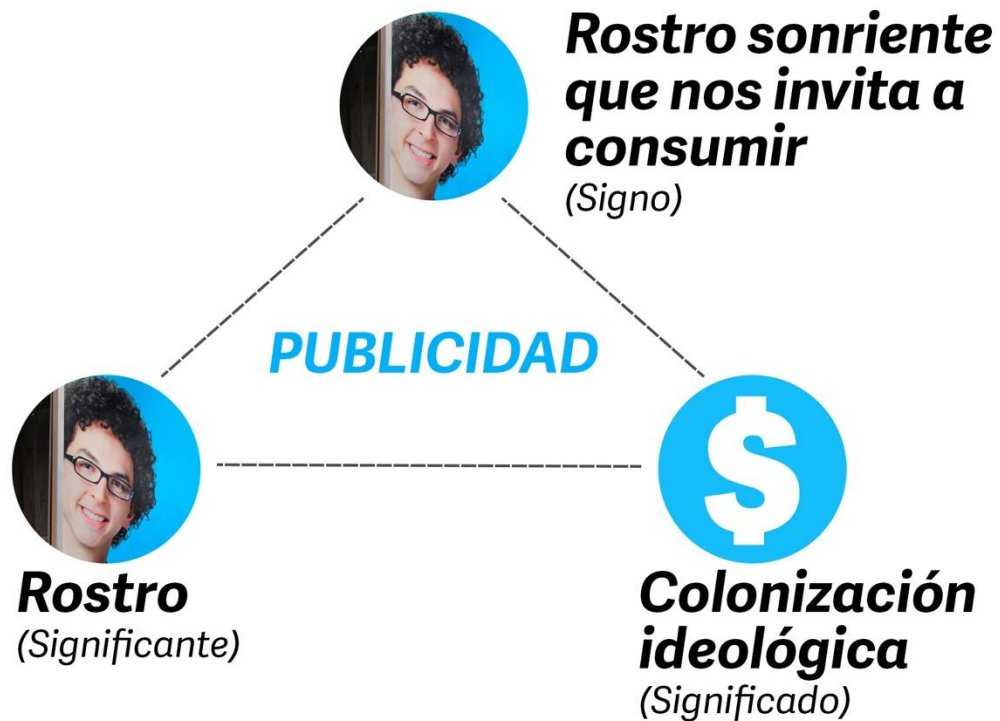 Rostro sonriente
que nos invita a
consumir
(Signo)
PUBLICIDAD
$
Rostro
(Significante)
Colonización
ideológica
(Significado)